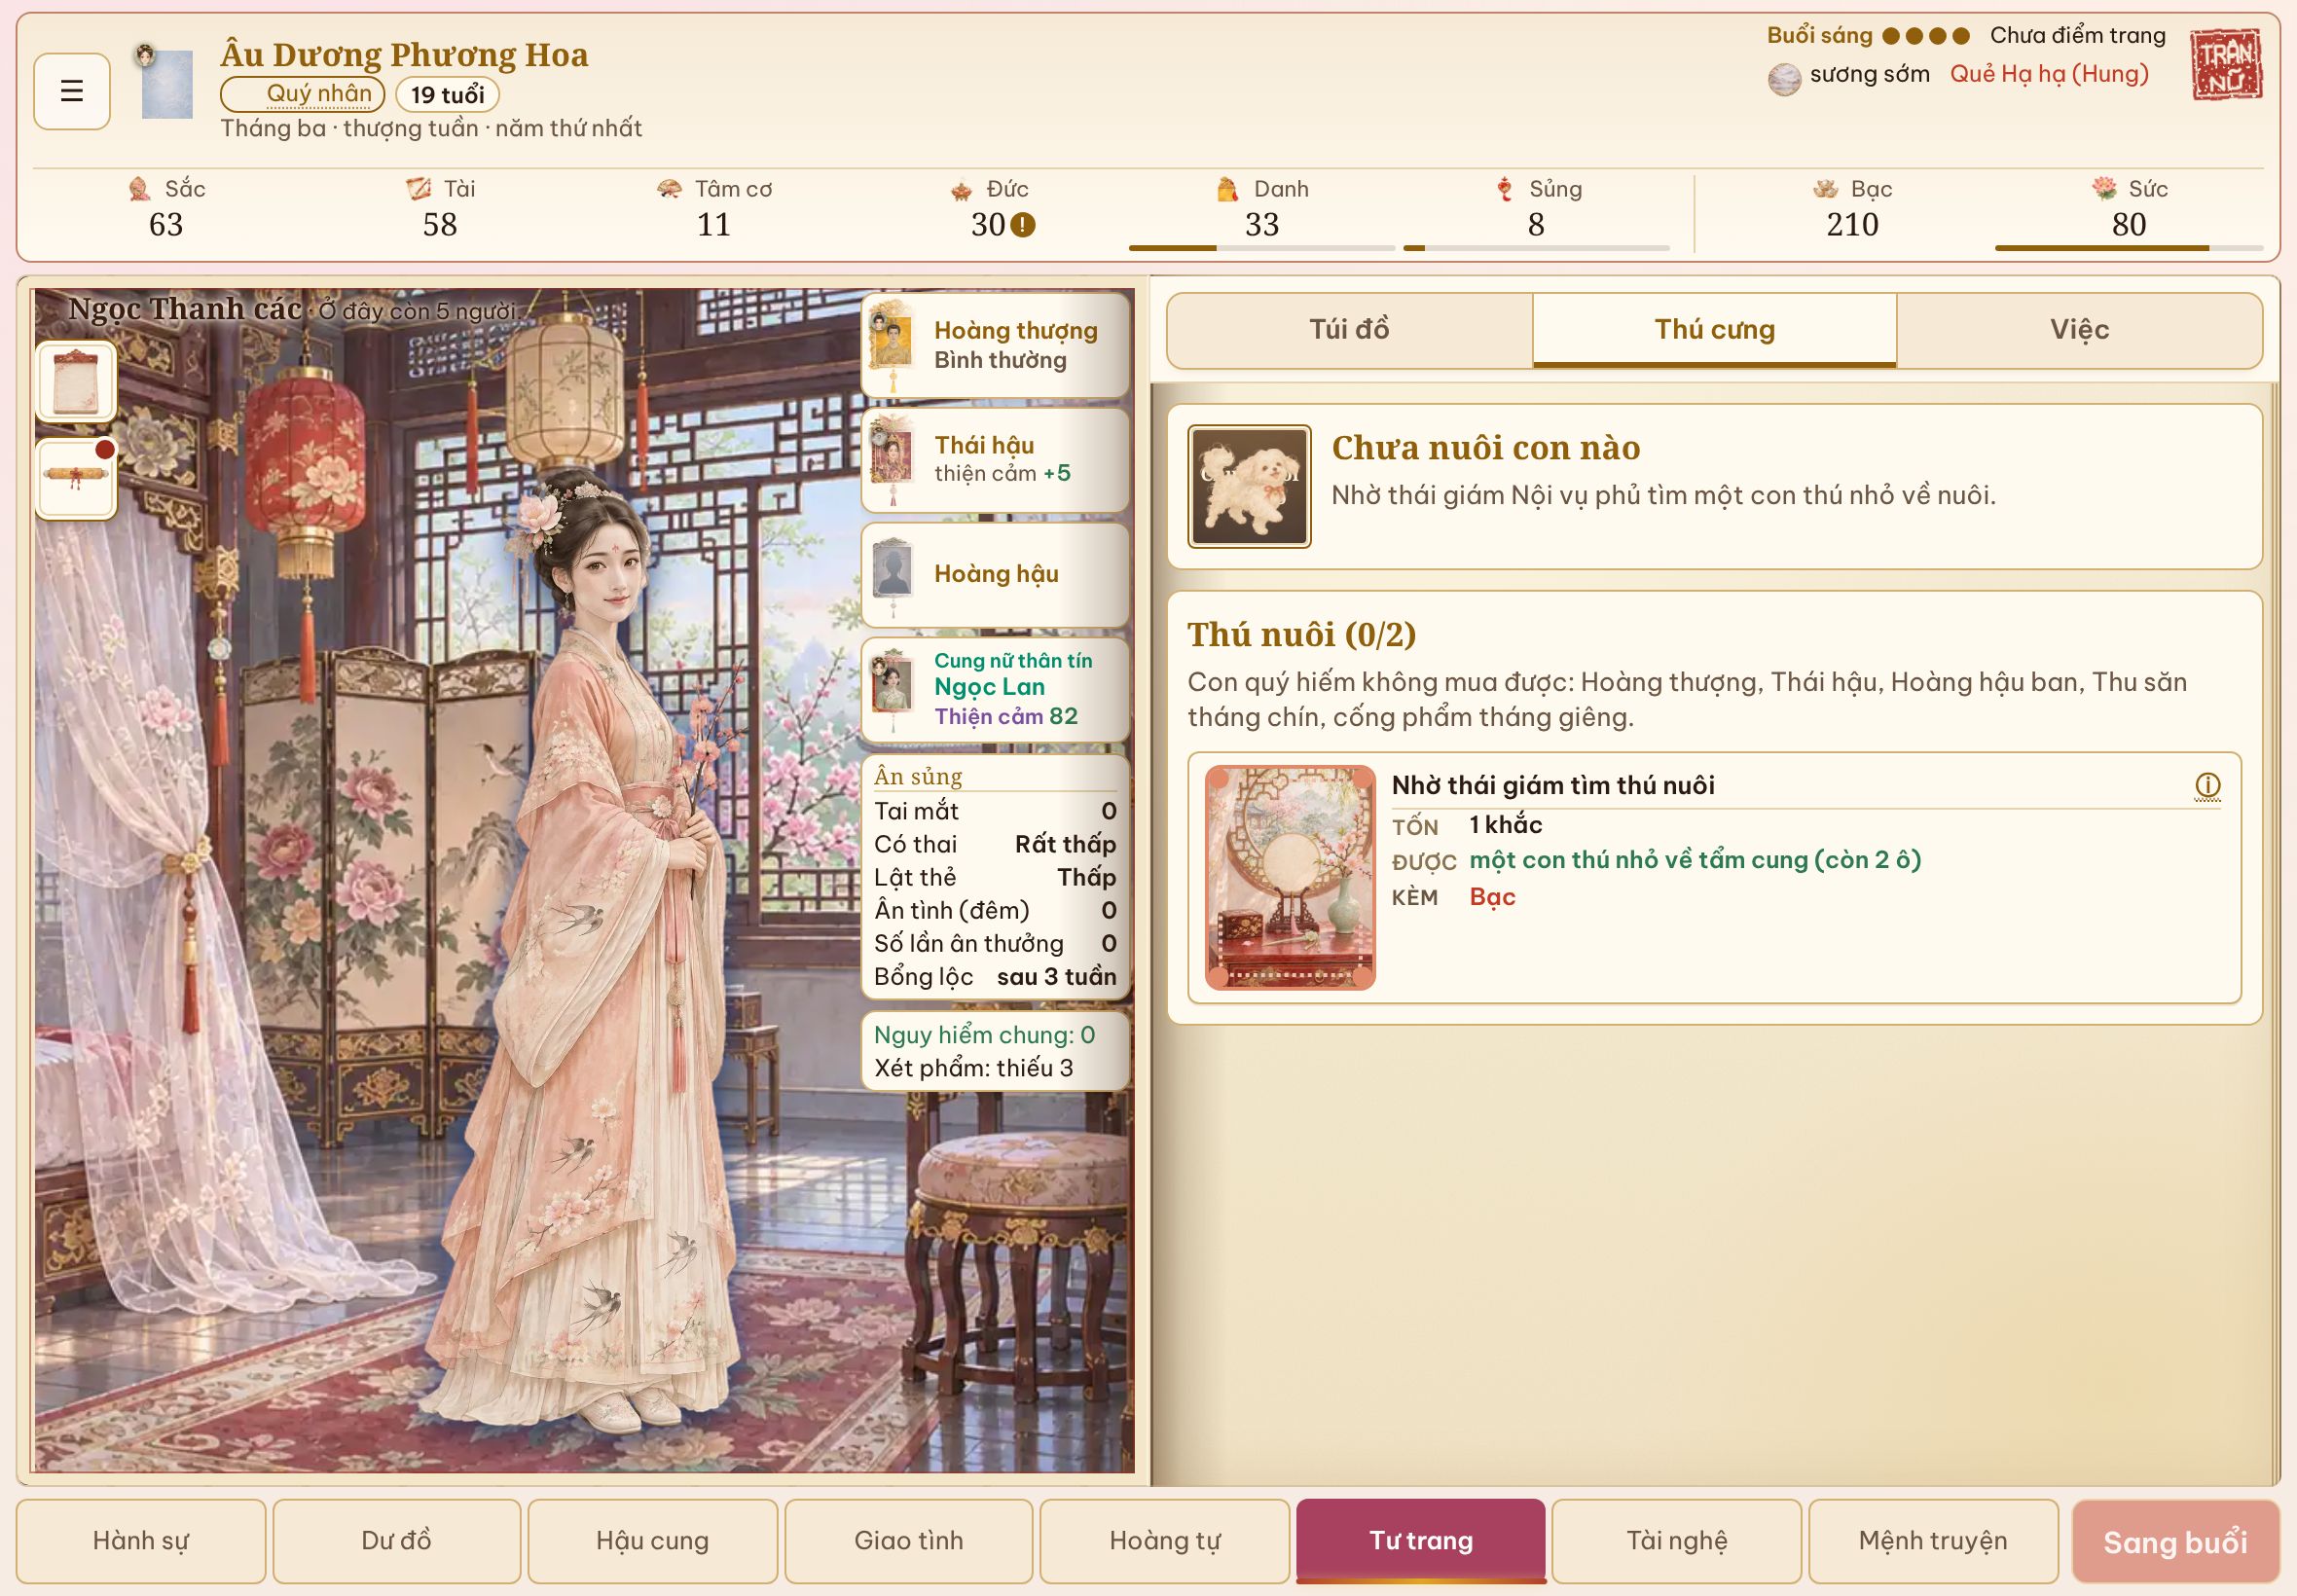 ☰
Âu Dương Phương Hoa
Quý nhân
19 tuổi
Tháng ba · thượng tuần · năm thứ nhất
Buổi sáng
Chưa điểm trang
sương sớm
Quẻ Hạ hạ (Hung)
TRÂN
NỮ
Sắc
63
Tài
58
Tâm cơ
11
Đức
30 !
Danh
33
Sủng
8
Bạc
210
Sức
80
Ngọc Thanh các · Ở đây còn 5 người.
Hoàng thượng
Bình thường
Thái hậu
thiện cảm +5
Hoàng hậu
Cung nữ thân tín
Ngọc Lan
Thiện cảm 82
Ân sủng
Tai mắt 0
Có thai Rất thấp
Lật thẻ Thấp
Ân tình (đêm) 0
Số lần ân thưởng 0
Bổng lộc sau 3 tuần
Nguy hiểm chung: 0
Xét phẩm: thiếu 3
Túi đồ
Thú cưng
Việc
Chưa nuôi con nào
Nhờ thái giám Nội vụ phủ tìm một con thú nhỏ về nuôi.
Thú nuôi (0/2)
Con quý hiếm không mua được: Hoàng thượng, Thái hậu, Hoàng hậu ban, Thu săn
tháng chín, cống phẩm tháng giêng.
Nhờ thái giám tìm thú nuôi ⓘ
TỐN 1 khắc
ĐƯỢC một con thú nhỏ về tẩm cung (còn 2 ô)
KÈM Bạc
Hành sự
Dư đồ
Hậu cung
Giao tình
Hoàng tự
Tư trang
Tài nghệ
Mệnh truyện
Sang buổi